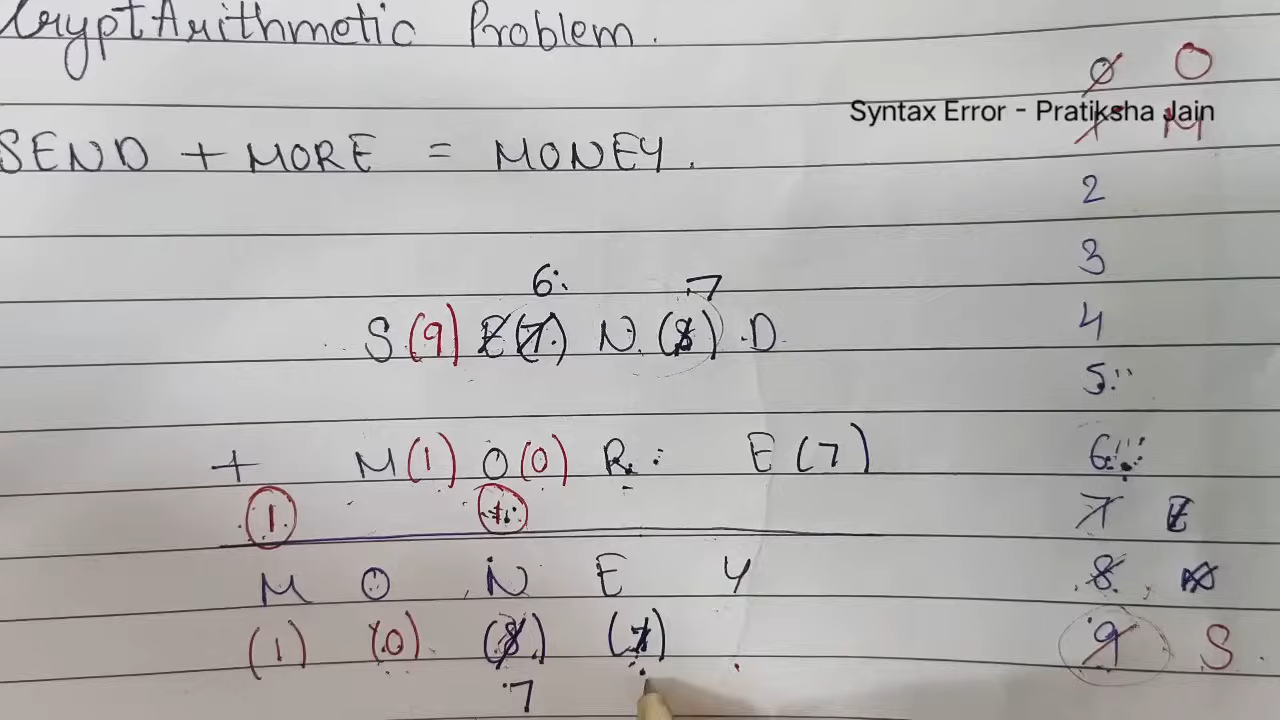 CryptArithmetic Problem.
0 O
Syntax Error - Pratiksha Jain
1 M
SEND + MORE = MONEY.
2
3
6 7
S (9) E (7) N (8) D
4
5
+ M (1) O (0) R E (7)
6
1 1
7 E
M O N E Y
8 N
(1) (0) (8) (7)
9 S
7